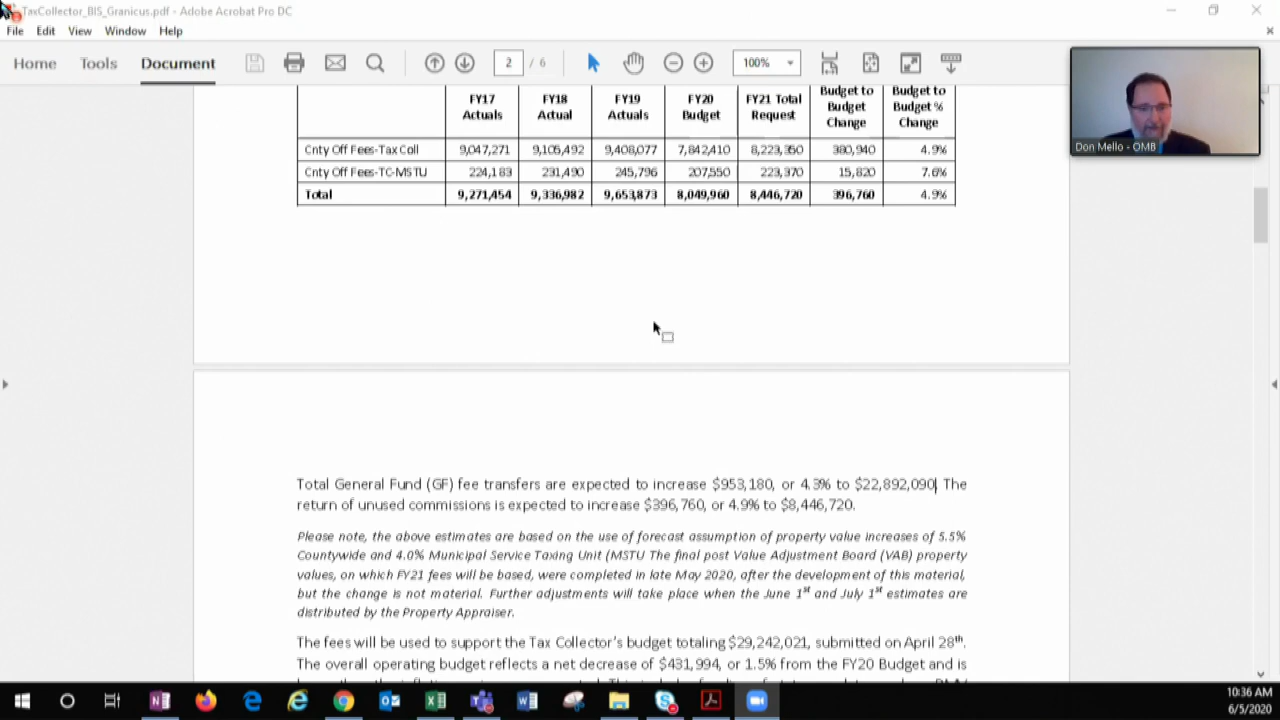 TaxCollector_BIS_Granicus.pdf - Adobe Acrobat Pro DC
File Edit View Window Help
Home Tools Document 2 / 6 100%
FY17 Actuals FY18 Actual FY19 Actuals FY20 Budget FY21 Total Request Budget to Budget Change Budget to Budget % Change
Cnty Off Fees-Tax Coll 9,047,271 9,105,492 9,408,077 7,842,410 8,223,350 380,940 4.9%
Cnty Off Fees-TC-MSTU 224,183 231,490 245,796 207,550 223,370 15,820 7.6%
Total 9,271,454 9,336,982 9,653,873 8,049,960 8,446,720 396,760 4.9%
Don Mello - OMB
Total General Fund (GF) fee transfers are expected to increase $953,180, or 4.3% to $22,892,090 The
return of unused commissions is expected to increase $396,760, or 4.9% to $8,446,720.
Please note, the above estimates are based on the use of forecast assumption of property value increases of 5.5%
Countywide and 4.0% Municipal Service Taxing Unit (MSTU The final post Value Adjustment Board (VAB) property
values, on which FY21 fees will be based, were completed in late May 2020, after the development of this material,
but the change is not material. Further adjustments will take place when the June 1st and July 1st estimates are
distributed by the Property Appraiser.
The fees will be used to support the Tax Collector's budget totaling $29,242,021, submitted on April 28th.
The overall operating budget reflects a net decrease of $431,994, or 1.5% from the FY20 Budget and is
10:36 AM
6/5/2020